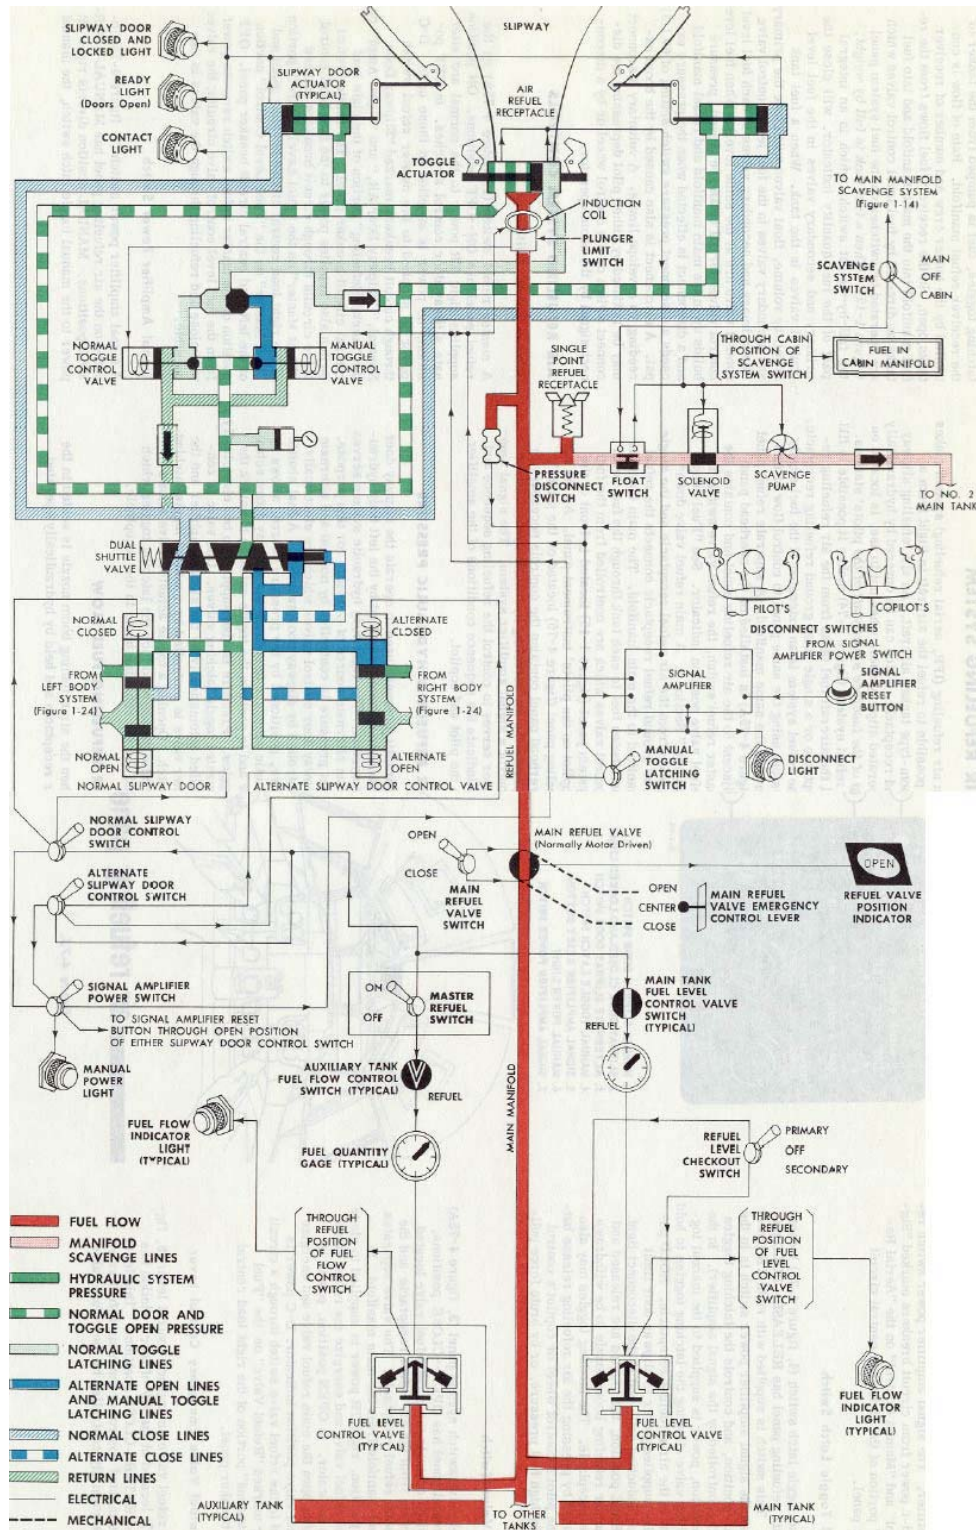 SLIPWAY DOOR
CLOSED AND
LOCKED LIGHT
SLIPWAY
READY
LIGHT
(Doors Open)
SLIPWAY DOOR
ACTUATOR
(TYPICAL)
AIR
REFUEL
RECEPTACLE
CONTACT
LIGHT
TOGGLE
ACTUATOR
INDUCTION
COIL
PLUNGER
LIMIT
SWITCH
TO MAIN MANIFOLD
SCAVENGE SYSTEM
(Figure 1-14)
SCAVENGE
SYSTEM
SWITCH
MAIN
OFF
CABIN
NORMAL
TOGGLE
CONTROL
VALVE
MANUAL
TOGGLE
CONTROL
VALVE
SINGLE
POINT
REFUEL
RECEPTACLE
THROUGH CABIN
POSITION OF
SCAVENGE
SYSTEM SWITCH
FUEL IN
CABIN MANIFOLD
PRESSURE
DISCONNECT
SWITCH
FLOAT
SWITCH
SOLENOID
VALVE
SCAVENGE
PUMP
TO NO. 2
MAIN TANK
DUAL
SHUTTLE
VALVE
PILOT'S
COPILOT'S
DISCONNECT SWITCHES
NORMAL
CLOSED
ALTERNATE
CLOSED
FROM
LEFT BODY
SYSTEM
(Figure 1-24)
FROM
RIGHT BODY
SYSTEM
(Figure 1-24)
FROM SIGNAL
AMPLIFIER POWER SWITCH
SIGNAL
AMPLIFIER
SIGNAL
AMPLIFIER
RESET
BUTTON
NORMAL
OPEN
ALTERNATE
OPEN
NORMAL SLIPWAY DOOR
ALTERNATE SLIPWAY DOOR CONTROL VALVE
REFUEL MANIFOLD
MANUAL
TOGGLE
LATCHING
SWITCH
DISCONNECT
LIGHT
NORMAL SLIPWAY
DOOR CONTROL
SWITCH
OPEN
CLOSE
MAIN
REFUEL
VALVE
SWITCH
MAIN REFUEL VALVE
(Normally Motor Driven)
OPEN
CENTER
CLOSE
MAIN REFUEL
VALVE EMERGENCY
CONTROL LEVER
OPEN
REFUEL VALVE
POSITION
INDICATOR
ALTERNATE
SLIPWAY DOOR
CONTROL SWITCH
SIGNAL AMPLIFIER
POWER SWITCH
TO SIGNAL AMPLIFIER RESET
BUTTON THROUGH OPEN POSITION
OF EITHER SLIPWAY DOOR CONTROL SWITCH
ON
OFF
MASTER
REFUEL
SWITCH
MAIN TANK
FUEL LEVEL
CONTROL VALVE
SWITCH
(TYPICAL)
REFUEL
MANUAL
POWER
LIGHT
AUXILIARY TANK
FUEL FLOW CONTROL
SWITCH (TYPICAL)
REFUEL
MAIN MANIFOLD
FUEL FLOW
INDICATOR
LIGHT
(TYPICAL)
FUEL QUANTITY
GAGE (TYPICAL)
REFUEL
LEVEL
CHECKOUT
SWITCH
PRIMARY
OFF
SECONDARY
THROUGH
REFUEL
POSITION
OF FUEL
FLOW
CONTROL
SWITCH
THROUGH
REFUEL
POSITION
OF FUEL
LEVEL
CONTROL
VALVE
SWITCH
FUEL FLOW
MANIFOLD
SCAVENGE LINES
HYDRAULIC SYSTEM
PRESSURE
NORMAL DOOR AND
TOGGLE OPEN PRESSURE
NORMAL TOGGLE
LATCHING LINES
ALTERNATE OPEN LINES
AND MANUAL TOGGLE
LATCHING LINES
NORMAL CLOSE LINES
ALTERNATE CLOSE LINES
RETURN LINES
ELECTRICAL
MECHANICAL
FUEL LEVEL
CONTROL VALVE
(TYPICAL)
FUEL LEVEL
CONTROL VALVE
(TYPICAL)
FUEL FLOW
INDICATOR
LIGHT
(TYPICAL)
AUXILIARY TANK
(TYPICAL)
TO OTHER
TANKS
MAIN TANK
(TYPICAL)